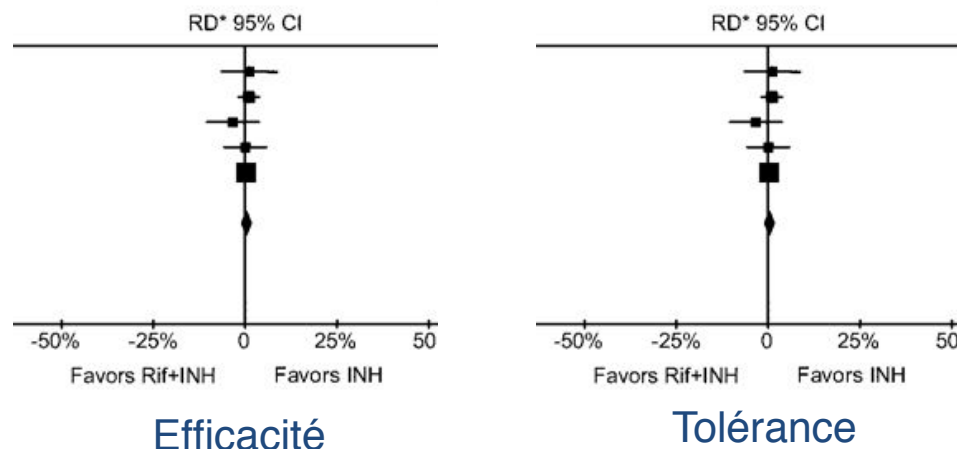 RD* 95% CI
-50% -25% 0 25% 50
Favors Rif+INH Favors INH
Efficacité
RD* 95% CI
-50% -25% 0 25% 50
Favors Rif+INH Favors INH
Tolérance